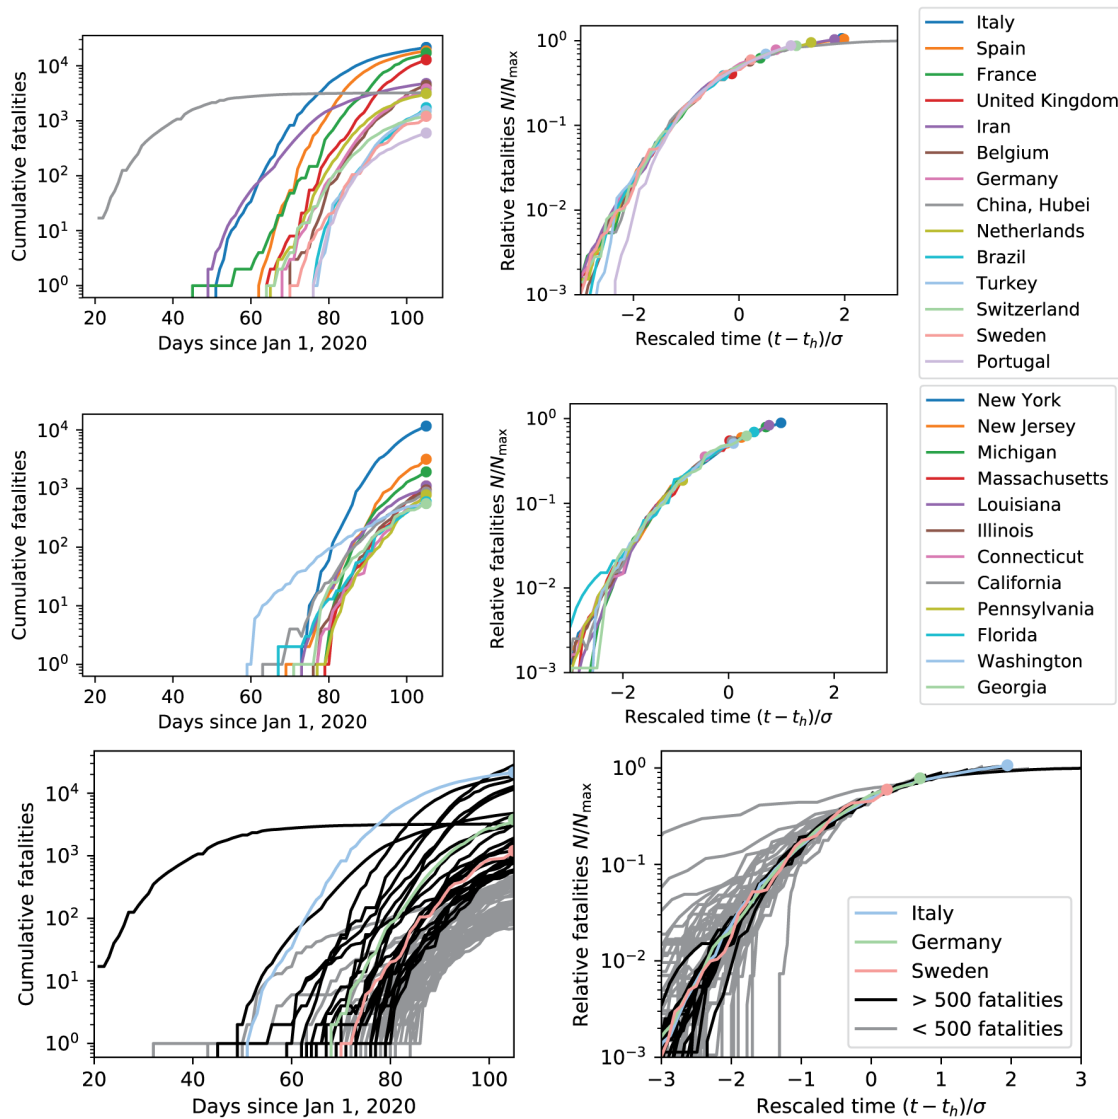 Cumulative fatalities
10⁴
10³
10²
10¹
10⁰
20 40 60 80 100
Days since Jan 1, 2020
Relative fatalities N/Nₘₐₓ
10⁰
10⁻¹
10⁻²
10⁻³
−2 0 2
Rescaled time (t − tₕ)/σ
Italy
Spain
France
United Kingdom
Iran
Belgium
Germany
China, Hubei
Netherlands
Brazil
Turkey
Switzerland
Sweden
Portugal
Cumulative fatalities
10⁴
10³
10²
10¹
10⁰
20 40 60 80 100
Days since Jan 1, 2020
Relative fatalities N/Nₘₐₓ
10⁰
10⁻¹
10⁻²
10⁻³
−2 0 2
Rescaled time (t − tₕ)/σ
New York
New Jersey
Michigan
Massachusetts
Louisiana
Illinois
Connecticut
California
Pennsylvania
Florida
Washington
Georgia
Cumulative fatalities
10⁴
10³
10²
10¹
10⁰
20 40 60 80 100
Days since Jan 1, 2020
Relative fatalities N/Nₘₐₓ
10⁰
10⁻¹
10⁻²
10⁻³
−3 −2 −1 0 1 2 3
Rescaled time (t − tₕ)/σ
Italy
Germany
Sweden
> 500 fatalities
< 500 fatalities